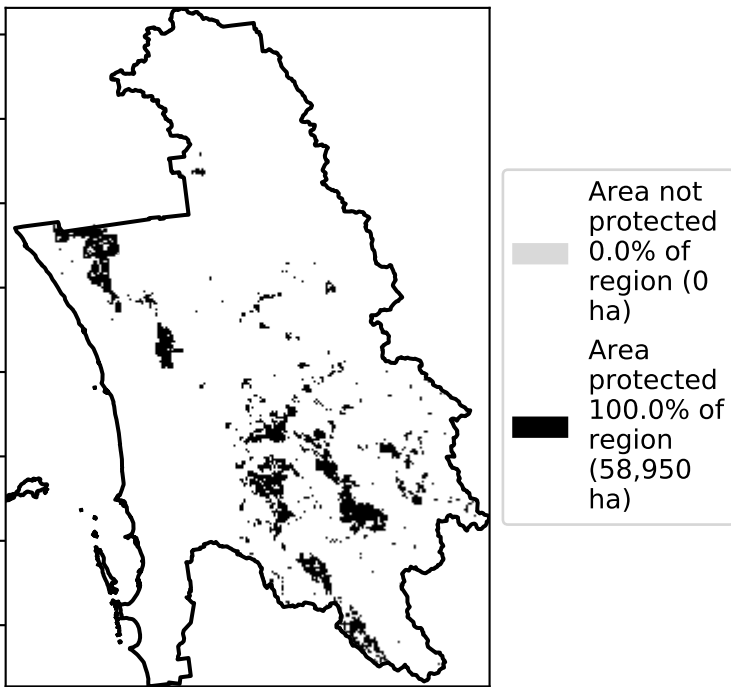 Area not
protected
0.0% of
region (0
ha)
Area
protected
100.0% of
region
(58,950
ha)